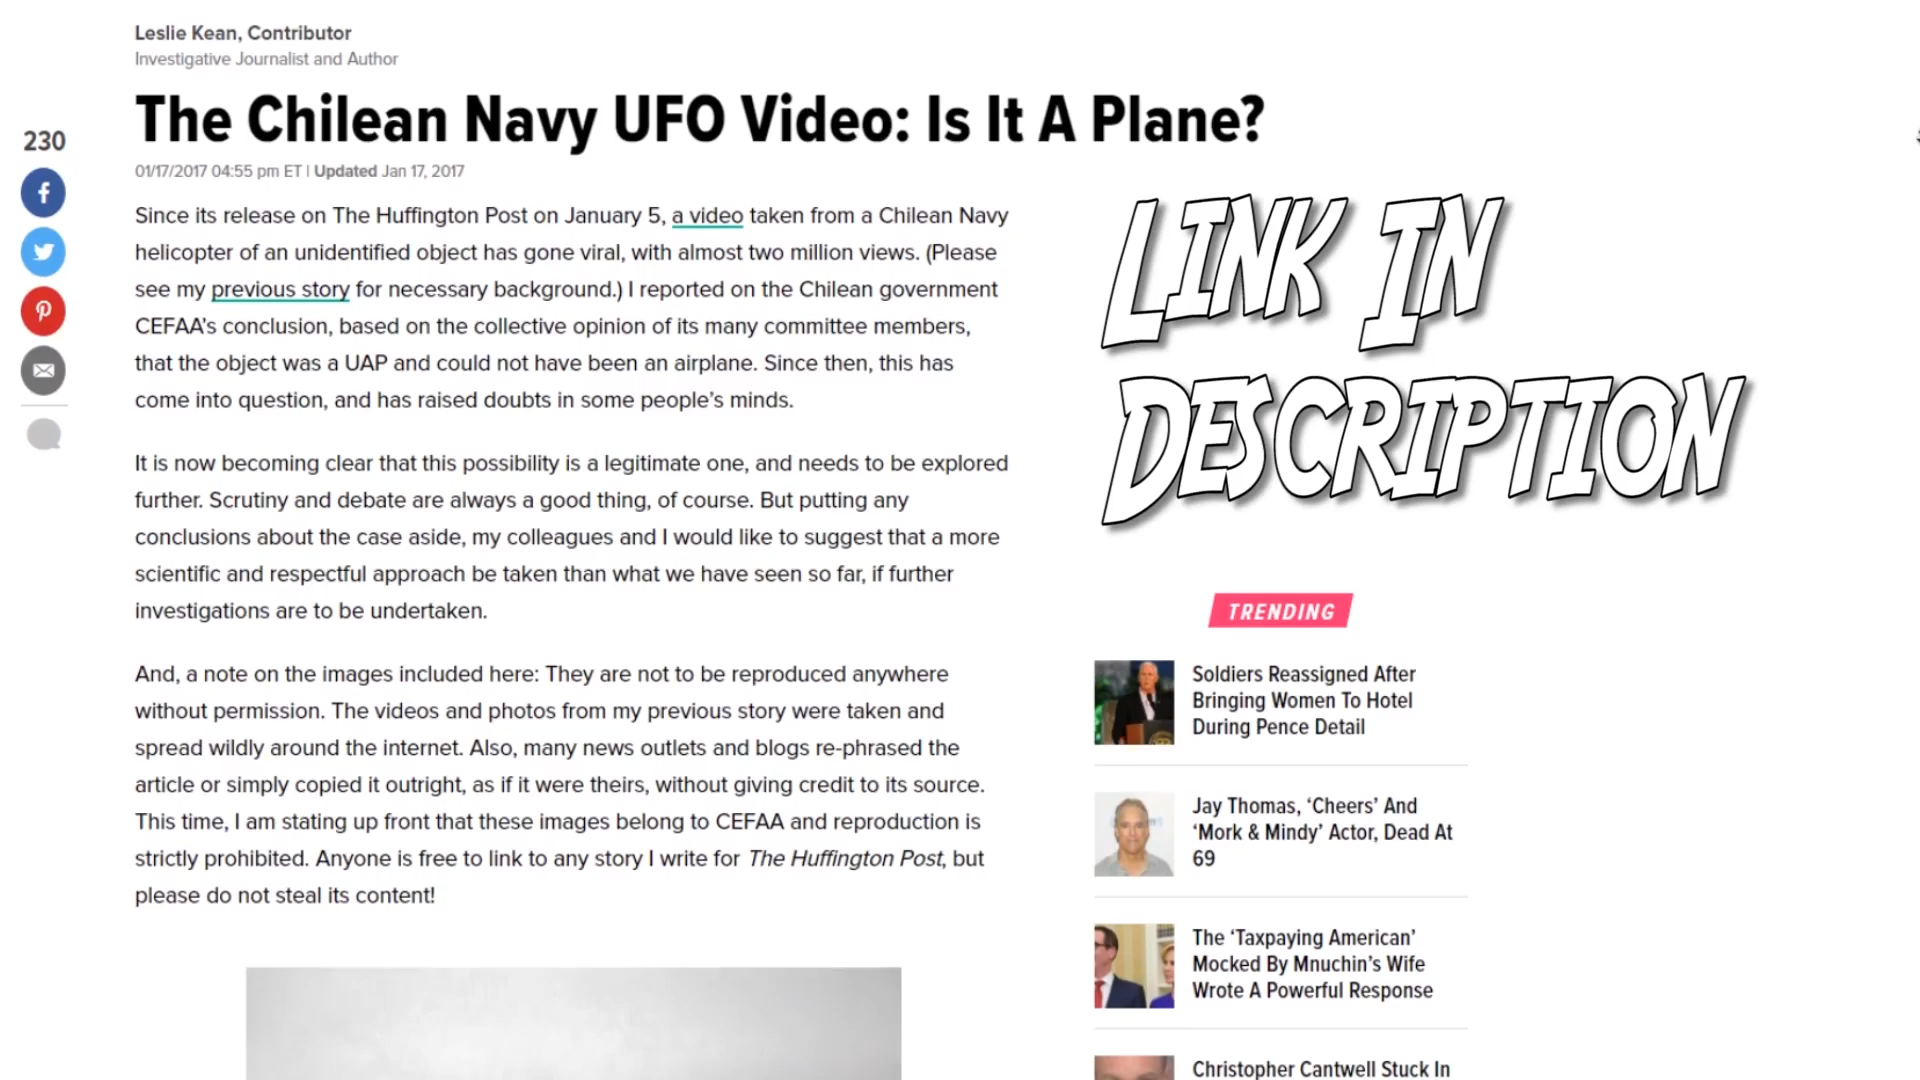 Leslie Kean, Contributor
Investigative Journalist and Author
The Chilean Navy UFO Video: Is It A Plane?
230
01/17/2017 04:55 pm ET | Updated Jan 17, 2017
Since its release on The Huffington Post on January 5, a video taken from a Chilean Navy
helicopter of an unidentified object has gone viral, with almost two million views. (Please
see my previous story for necessary background.) I reported on the Chilean government
CEFAA's conclusion, based on the collective opinion of its many committee members,
that the object was a UAP and could not have been an airplane. Since then, this has
come into question, and has raised doubts in some people's minds.
It is now becoming clear that this possibility is a legitimate one, and needs to be explored
further. Scrutiny and debate are always a good thing, of course. But putting any
conclusions about the case aside, my colleagues and I would like to suggest that a more
scientific and respectful approach be taken than what we have seen so far, if further
investigations are to be undertaken.
And, a note on the images included here: They are not to be reproduced anywhere
without permission. The videos and photos from my previous story were taken and
spread wildly around the internet. Also, many news outlets and blogs re-phrased the
article or simply copied it outright, as if it were theirs, without giving credit to its source.
This time, I am stating up front that these images belong to CEFAA and reproduction is
strictly prohibited. Anyone is free to link to any story I write for The Huffington Post, but
please do not steal its content!
LINK IN
DESCRIPTION
TRENDING
Soldiers Reassigned After
Bringing Women To Hotel
During Pence Detail
Jay Thomas, 'Cheers' And
'Mork & Mindy' Actor, Dead At
69
The 'Taxpaying American'
Mocked By Mnuchin's Wife
Wrote A Powerful Response
Christopher Cantwell Stuck In